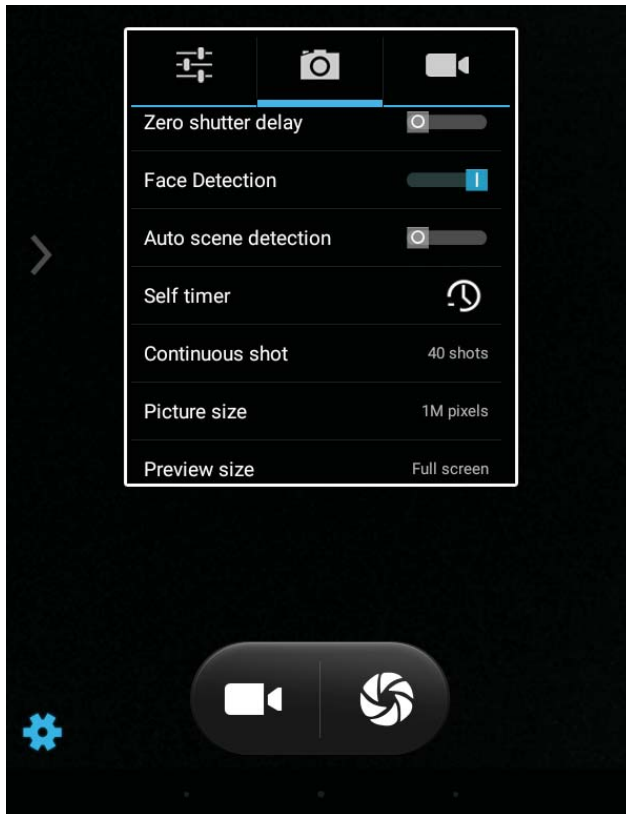 Zero shutter delay
Face Detection
Auto scene detection
Self timer
Continuous shot 40 shots
Picture size 1M pixels
Preview size Full screen